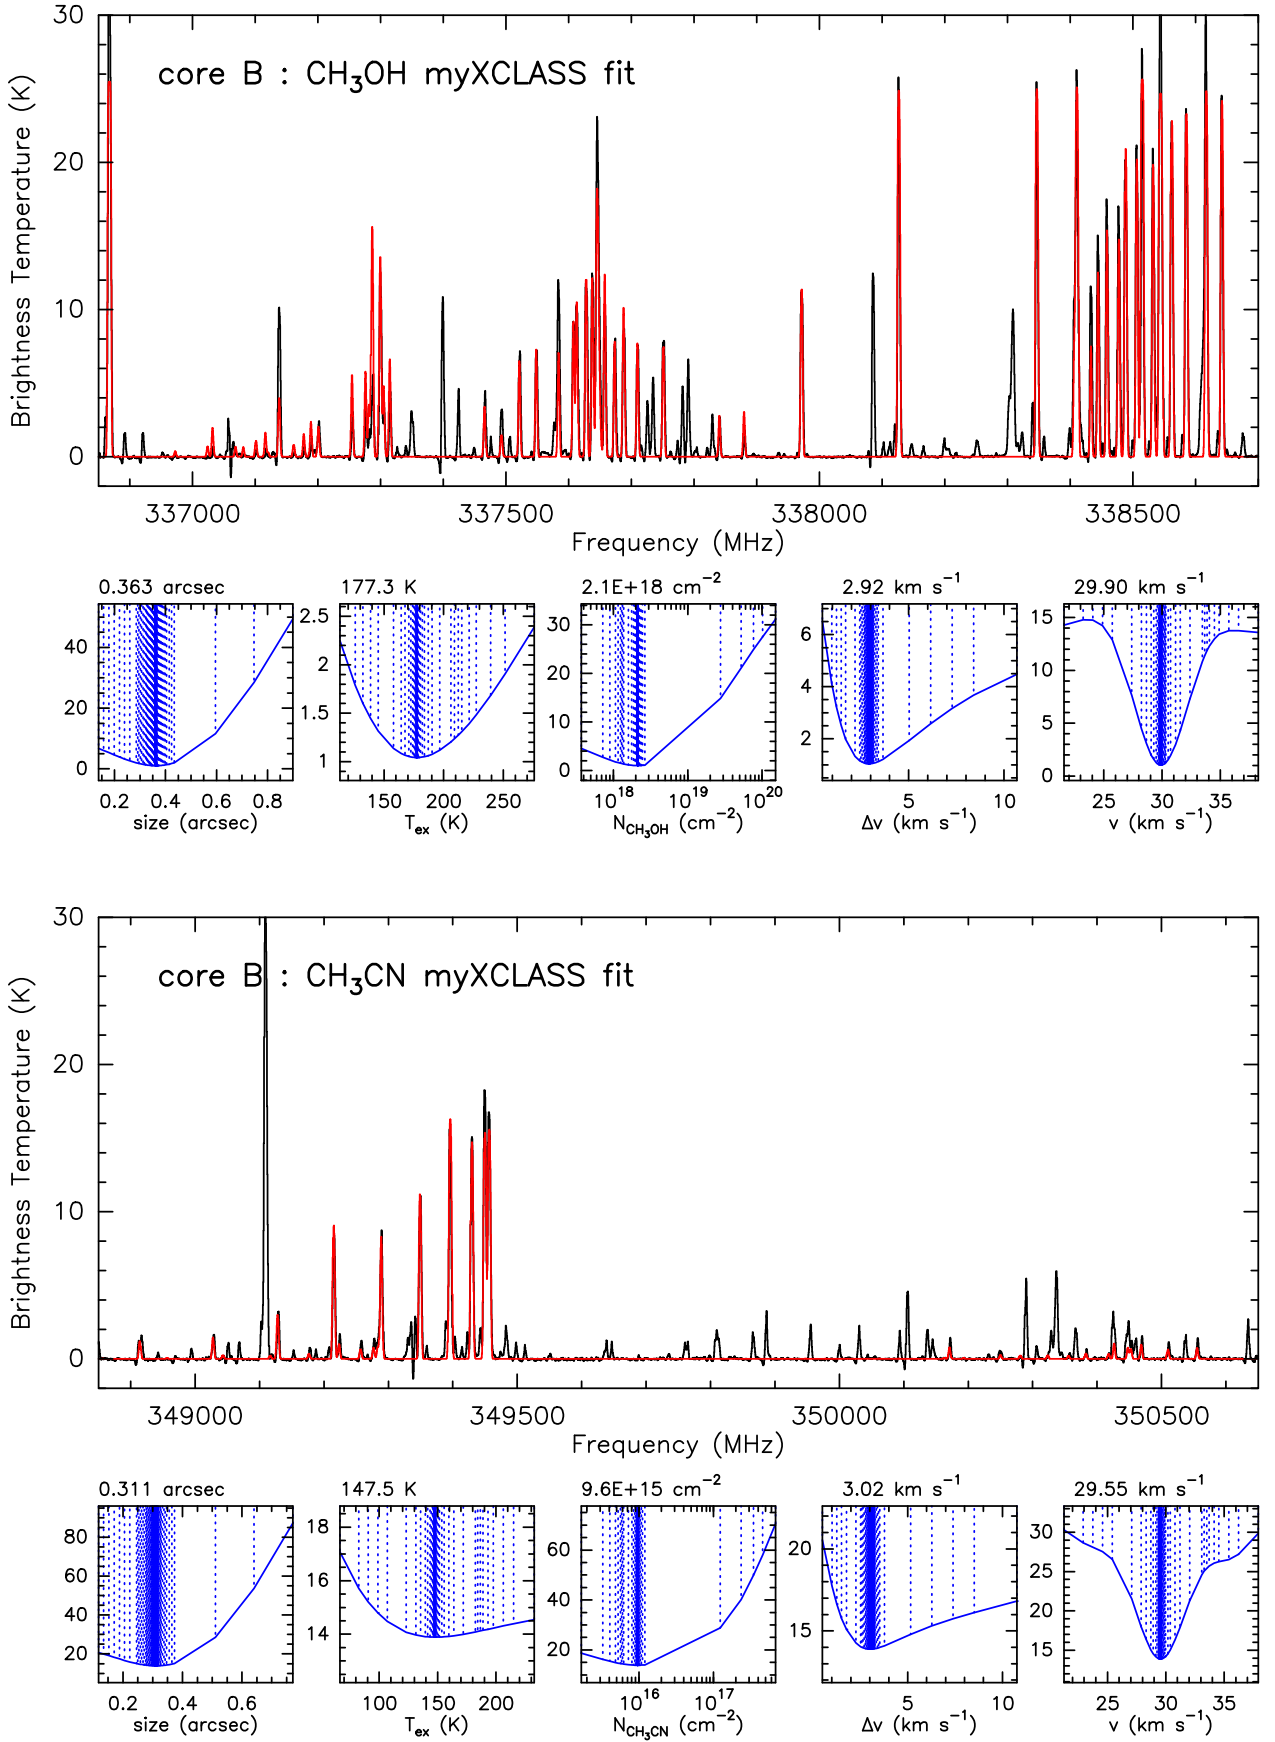 core B : CH3OH myXCLASS fit
Brightness Temperature (K)
30
20
10
0
337000 337500 338000 338500
Frequency (MHz)
0.363 arcsec 177.3 K 2.1E+18 cm−2 2.92 km s−1 29.90 km s−1
40
20
0
0.2 0.4 0.6 0.8
size (arcsec)
2.5
2
1.5
1
150 200 250
Tex (K)
30
20
10
0
10^18 10^19 10^20
NCH3OH (cm−2)
6
4
2
5 10
Δv (km s−1)
15
10
5
0
25 30 35
v (km s−1)
core B : CH3CN myXCLASS fit
Brightness Temperature (K)
30
20
10
0
349000 349500 350000 350500
Frequency (MHz)
0.311 arcsec 147.5 K 9.6E+15 cm−2 3.02 km s−1 29.55 km s−1
80
60
40
20
0.2 0.4 0.6
size (arcsec)
18
16
14
100 150 200
Tex (K)
60
40
20
10^16 10^17
NCH3CN (cm−2)
20
15
5 10
Δv (km s−1)
30
25
20
15
25 30 35
v (km s−1)